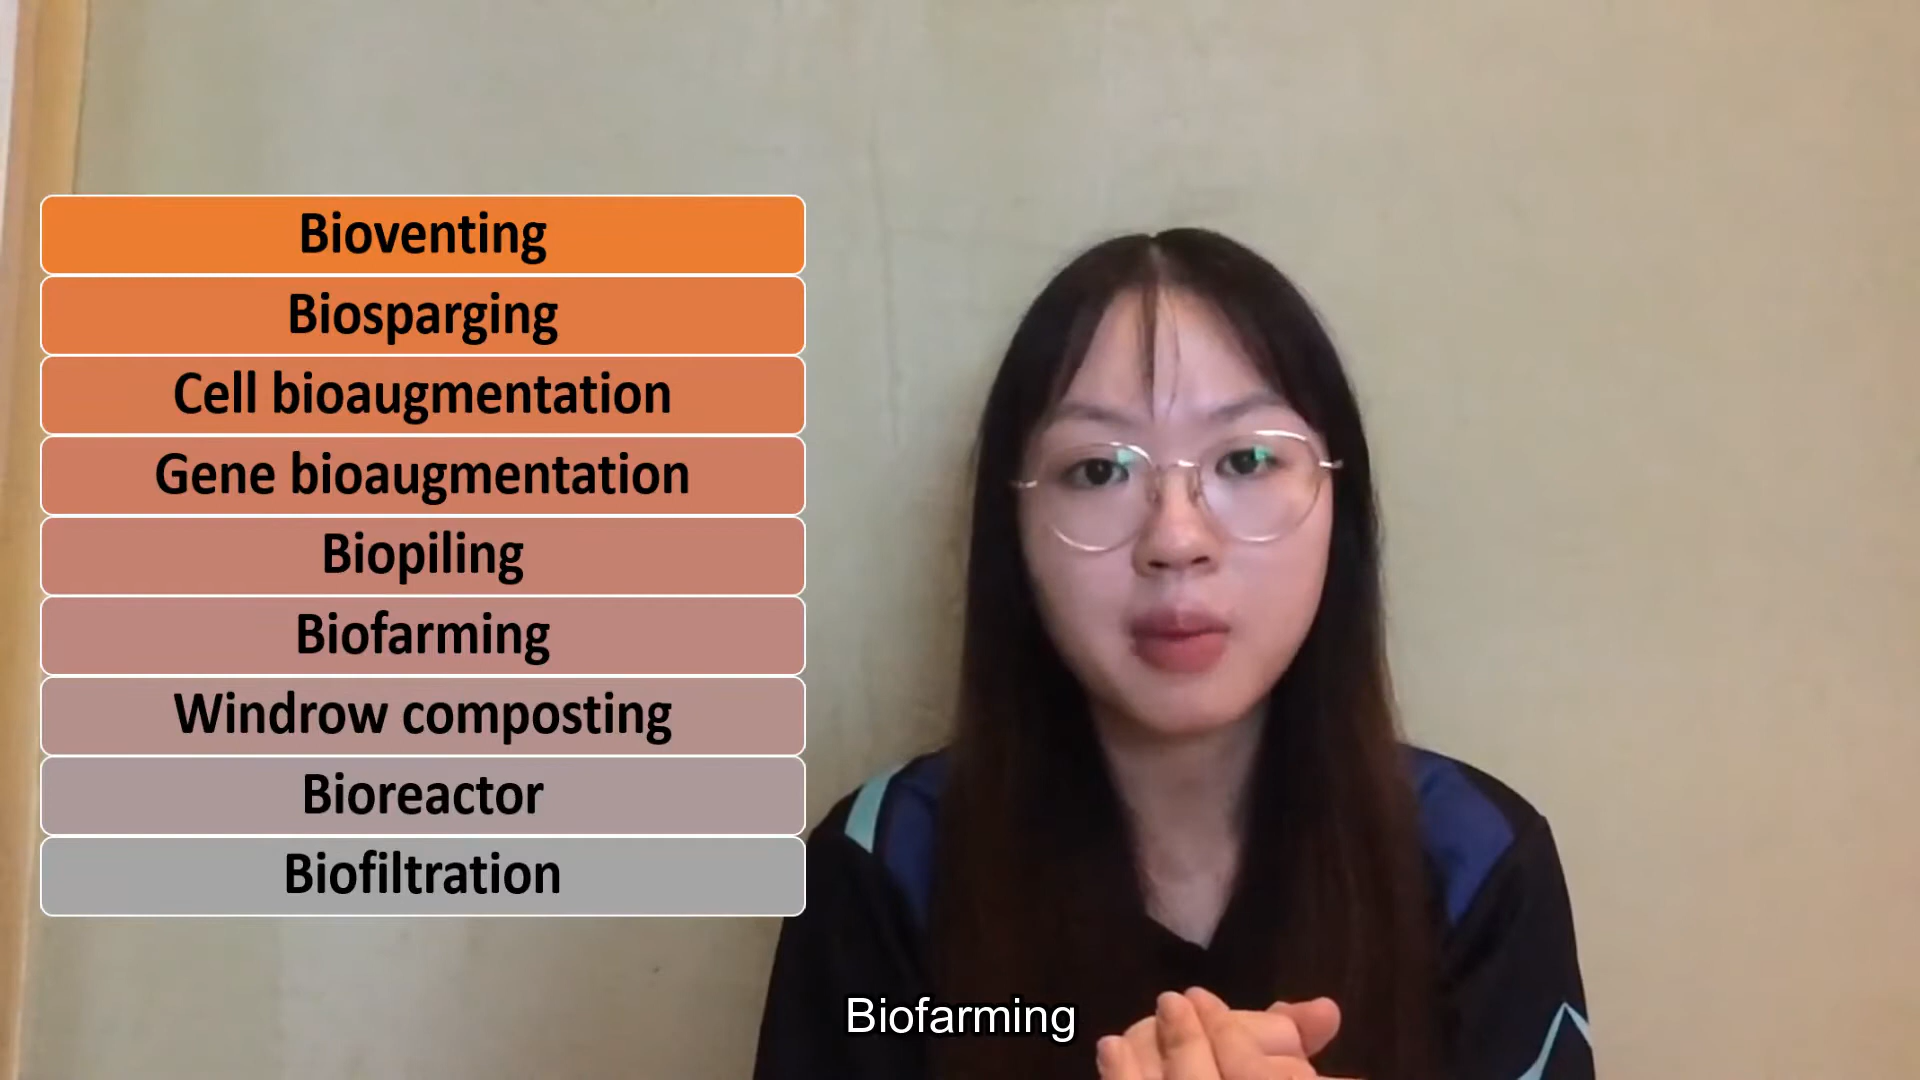 Bioventing
Biosparging
Cell bioaugmentation
Gene bioaugmentation
Biopiling
Biofarming
Windrow composting
Bioreactor
Biofiltration
Biofarming